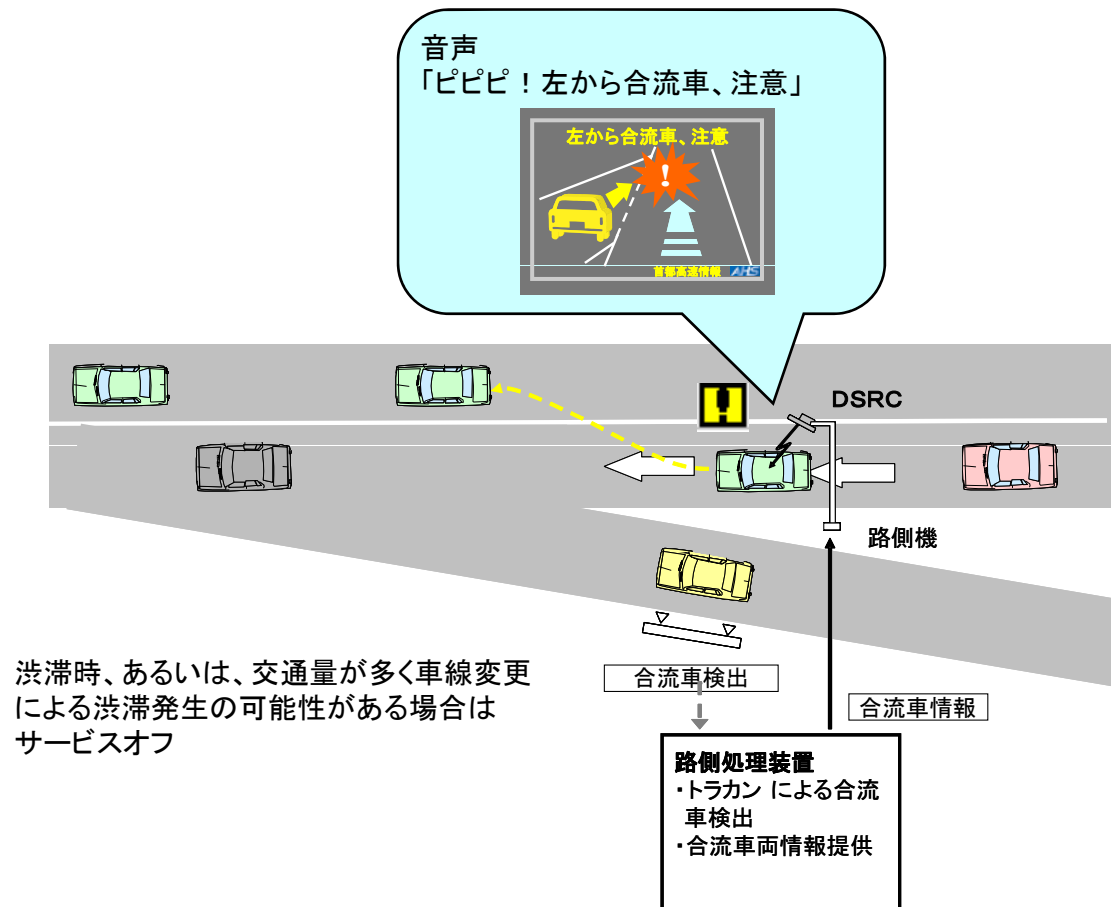 音声
「ピピピ！左から合流車、注意」
左から合流車、注意
!
首都高速情報 AHS
!
DSRC
路側機
渋滞時、あるいは、交通量が多く車線変更
による渋滞発生の可能性がある場合は
サービスオフ
合流車検出
合流車情報
路側処理装置
・トラカン による合流
車検出
・合流車両情報提供